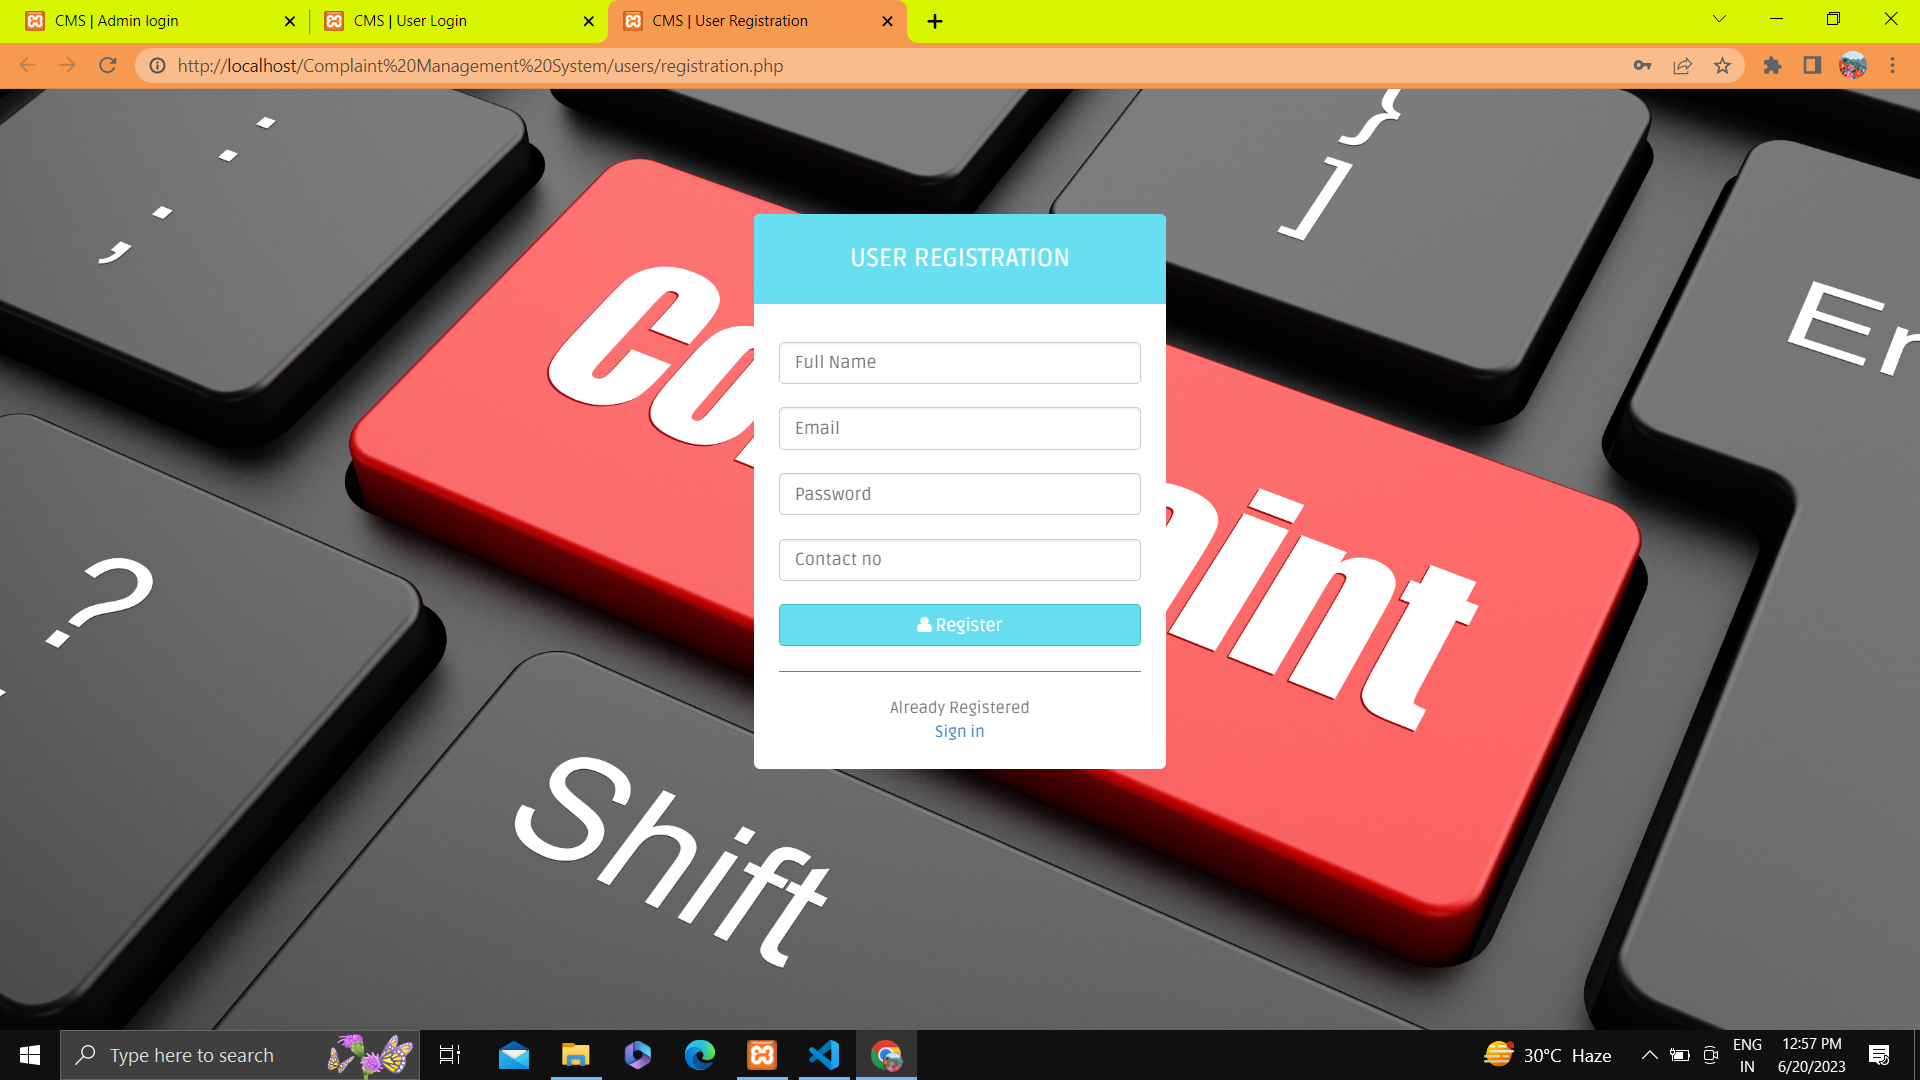 CMS | Admin login
CMS | User Login
CMS | User Registration
http://localhost/Complaint%20Management%20System/users/registration.php
: ;
} ]
USER REGISTRATION
Full Name
Email
Password
Contact no
Register
Already Registered
Sign in
Co
int
?
Shift
Type here to search
30°C Haze
ENG
IN
12:57 PM
6/20/2023